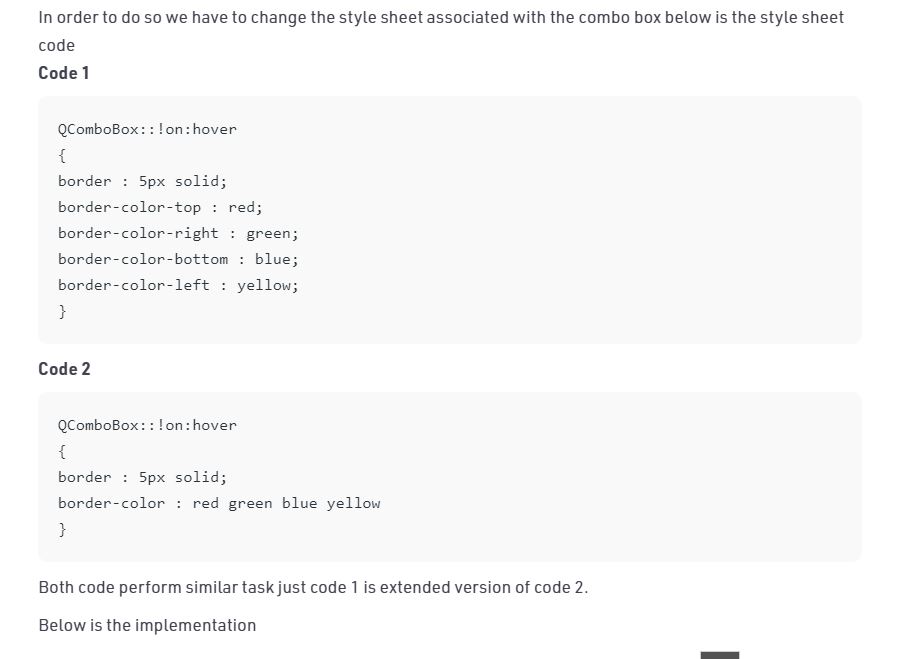 In order to do so we have to change the style sheet associated with the combo box below is the style sheet
code
Code 1
QComboBox::!on:hover
{
border : 5px solid;
border-color-top : red;
border-color-right : green;
border-color-bottom : blue;
border-color-left : yellow;
}
Code 2
QComboBox::!on:hover
{
border : 5px solid;
border-color : red green blue yellow
}
Both code perform similar task just code 1 is extended version of code 2.
Below is the implementation